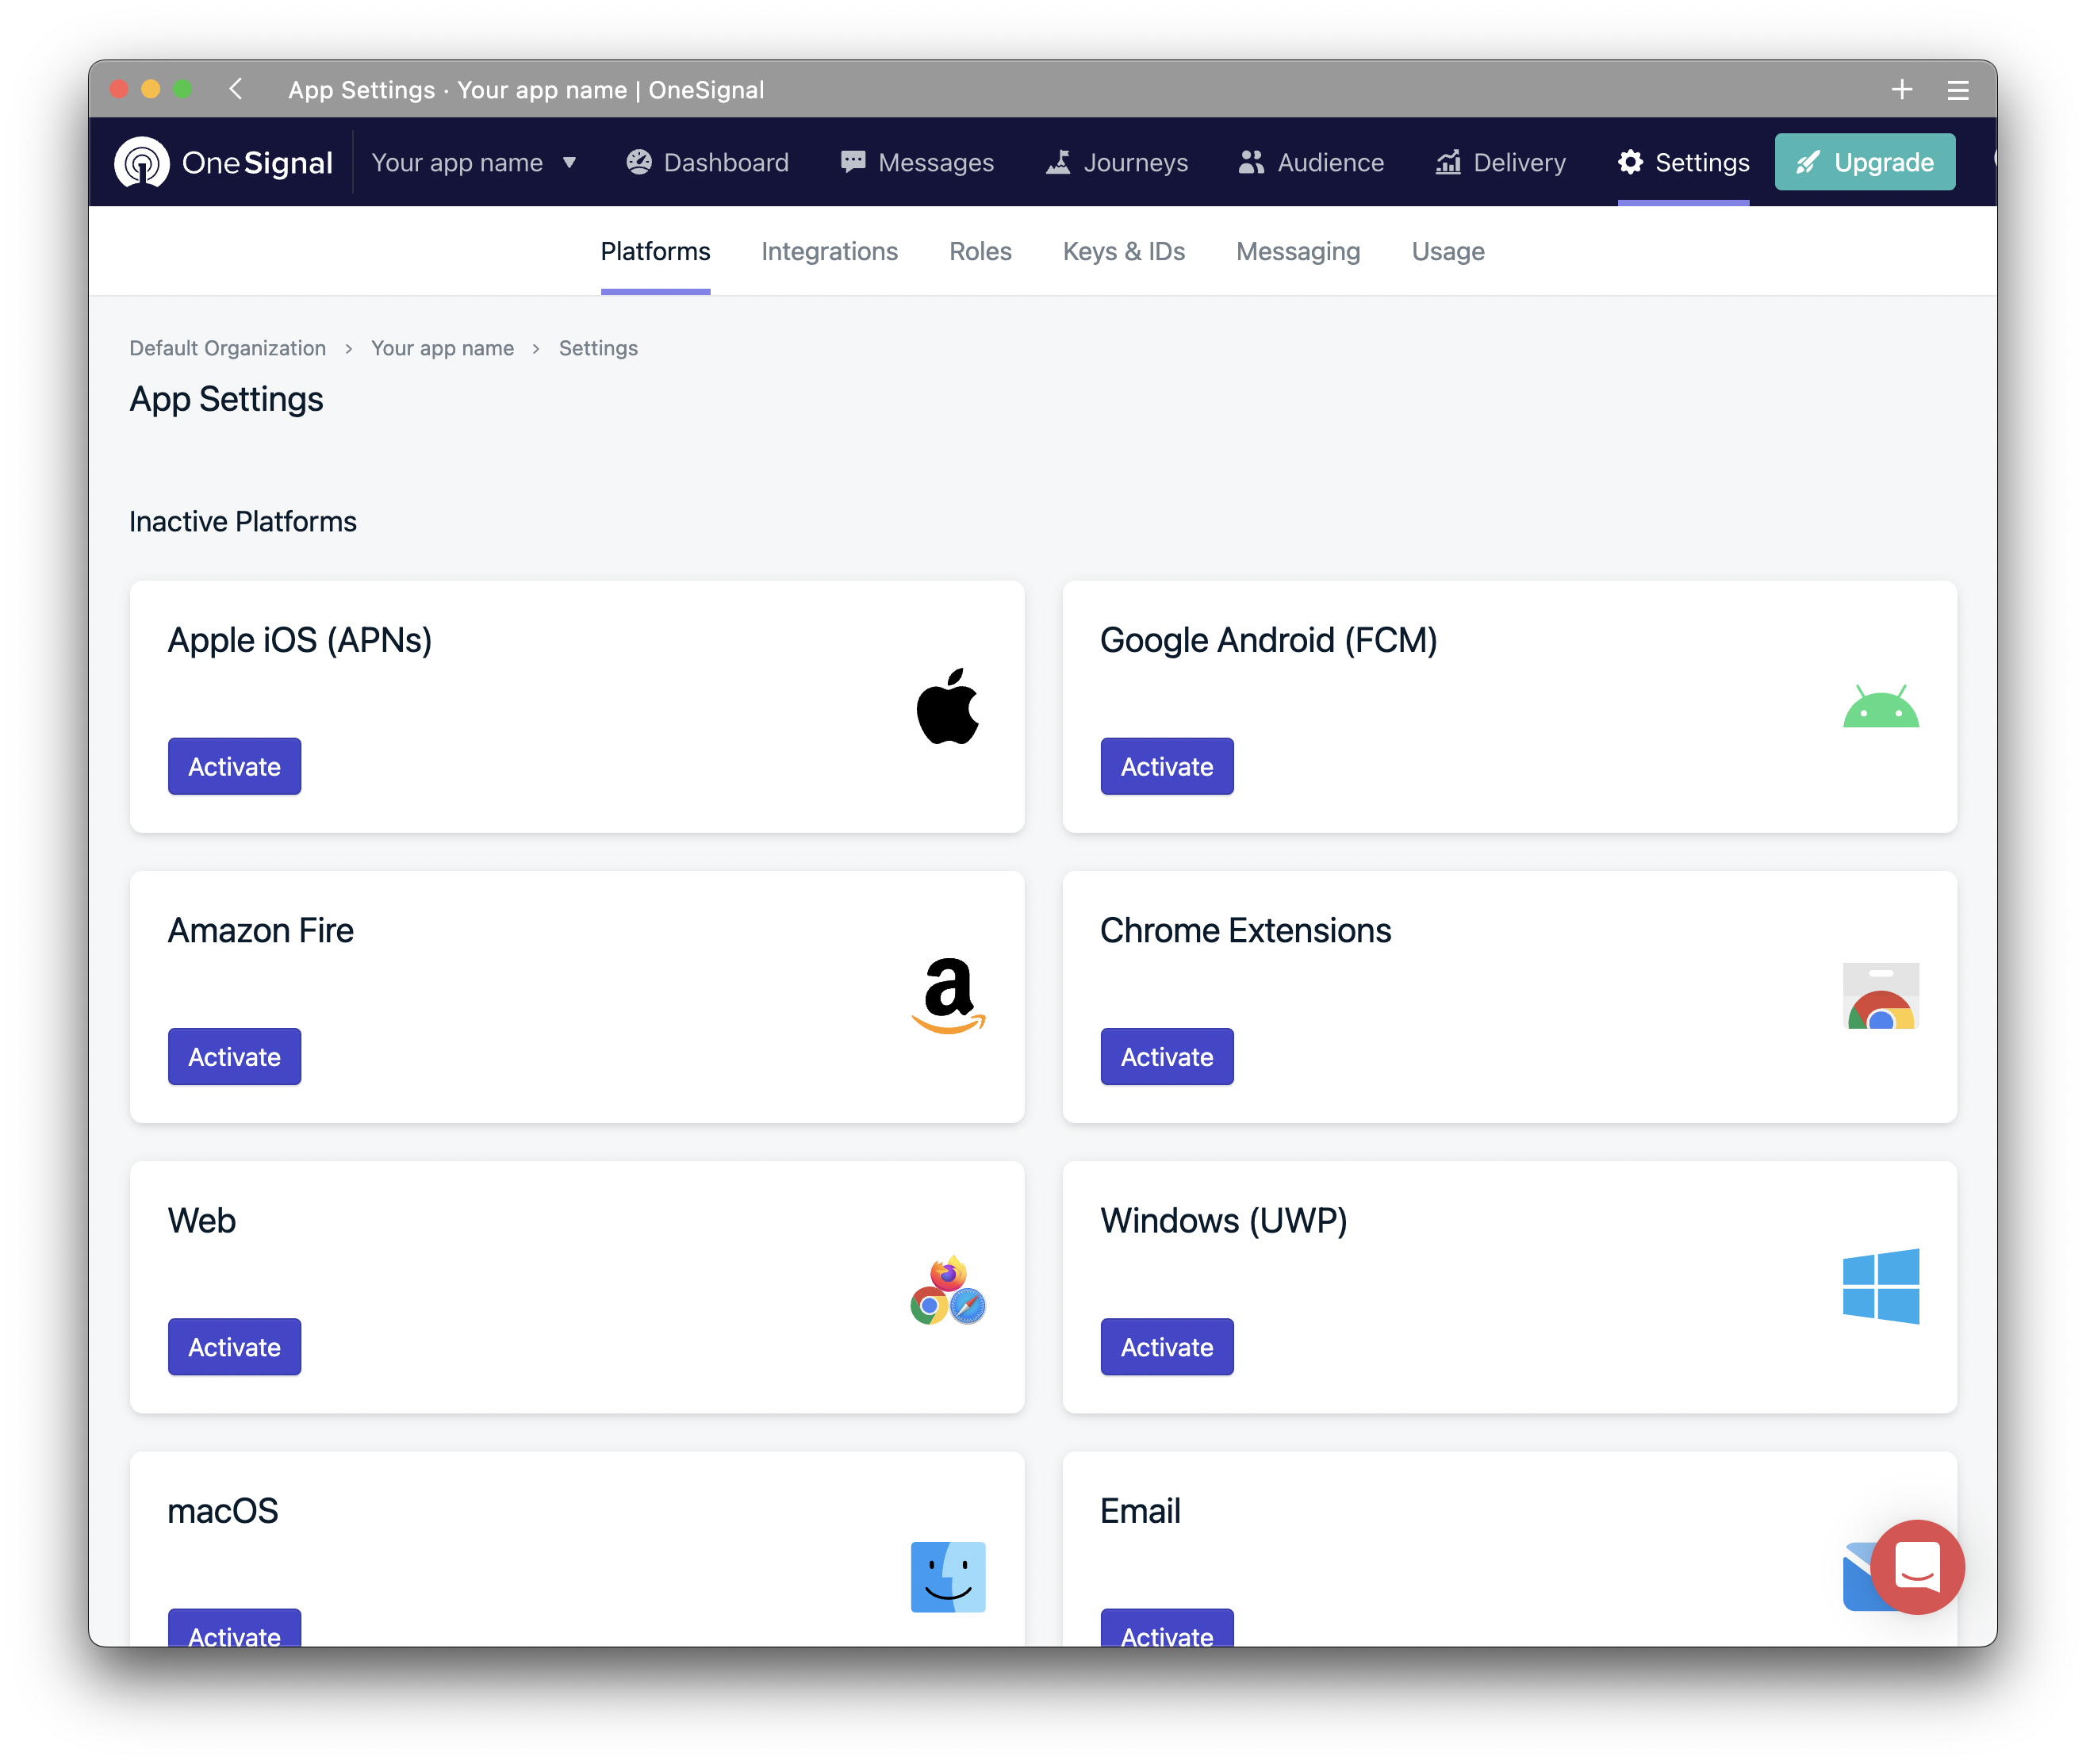 App Settings · Your app name | OneSignal
OneSignal
Your app name
Dashboard
Messages
Journeys
Audience
Delivery
Settings
Upgrade
Platforms
Integrations
Roles
Keys & IDs
Messaging
Usage
Default Organization > Your app name > Settings
App Settings
Inactive Platforms
Apple iOS (APNs)
Activate
Google Android (FCM)
Activate
Amazon Fire
Activate
Chrome Extensions
Activate
Web
Activate
Windows (UWP)
Activate
macOS
Activate
Email
Activate